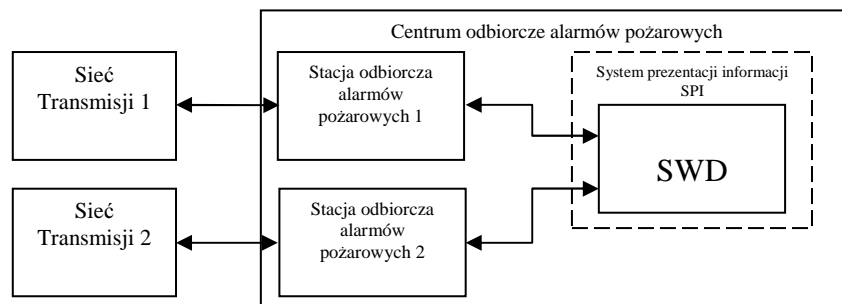 Centrum odbiorcze alarmów pożarowych
Sieć
Transmisji 1
Stacja odbiorcza
alarmów
pożarowych 1
System prezentacji informacji
SPI
SWD
Sieć
Transmisji 2
Stacja odbiorcza
alarmów
pożarowych 2